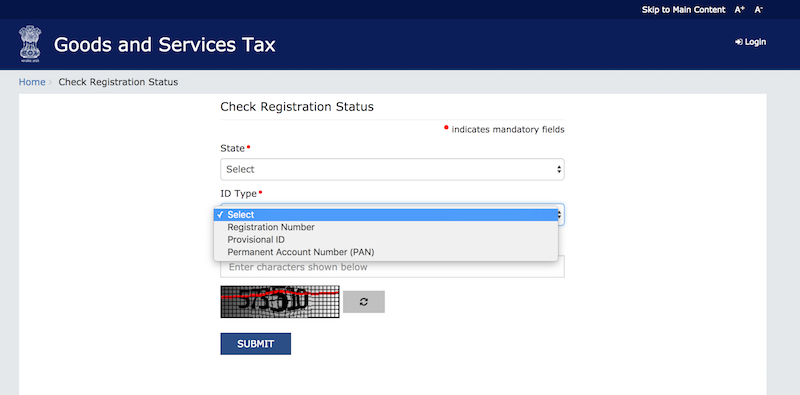 Skip to Main Content A+ A-
Goods and Services Tax
Login
Home › Check Registration Status
Check Registration Status
• indicates mandatory fields
State •
Select
ID Type •
✓ Select
Registration Number
Provisional ID
Permanent Account Number (PAN)
Enter characters shown below
SUBMIT